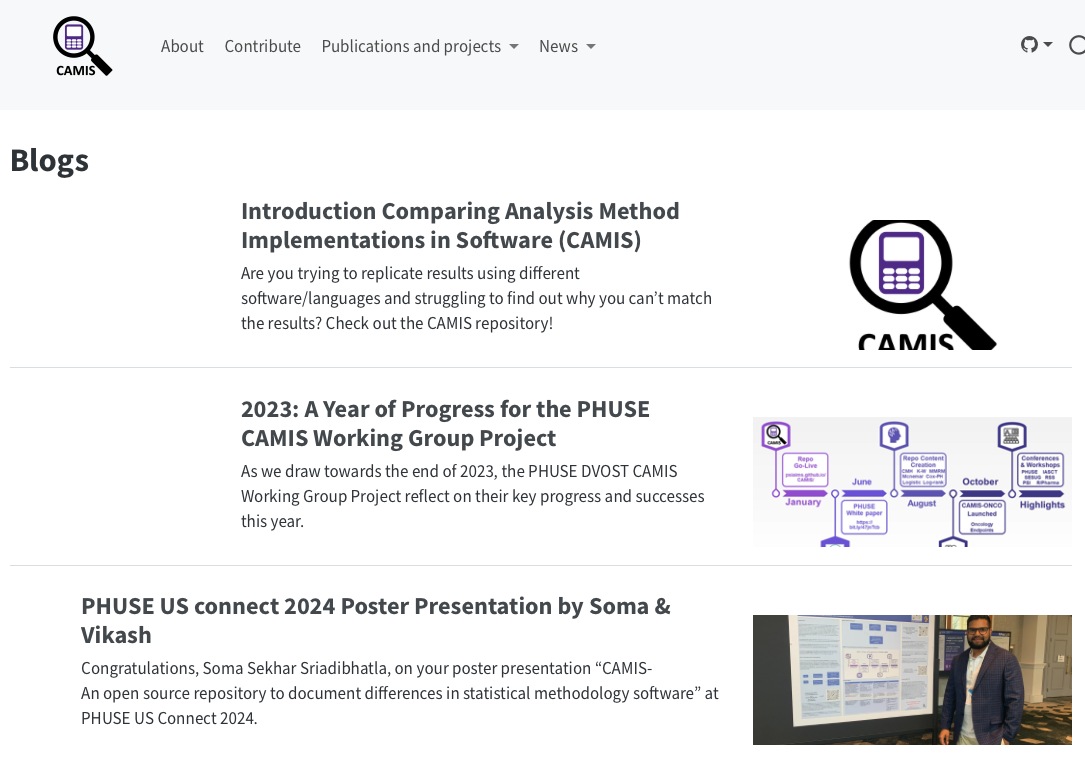 CAMIS
About Contribute Publications and projects News
Blogs
Introduction Comparing Analysis Method
Implementations in Software (CAMIS)
Are you trying to replicate results using different
software/languages and struggling to find out why you can't match
the results? Check out the CAMIS repository!
CAMIS
2023: A Year of Progress for the PHUSE
CAMIS Working Group Project
As we draw towards the end of 2023, the PHUSE DVOST CAMIS
Working Group Project reflect on their key progress and successes
this year.
Repo
Go-Live
January
June
PHUSE
White paper
Repo Content
Creation
August
October
CAMIS-ONCO
Launched
Oncology
Endpoints
Conferences
& Workshops
Highlights
PHUSE US connect 2024 Poster Presentation by Soma &
Vikash
Congratulations, Soma Sekhar Sriadibhatla, on your poster presentation “CAMIS-
An open source repository to document differences in statistical methodology software” at
PHUSE US Connect 2024.